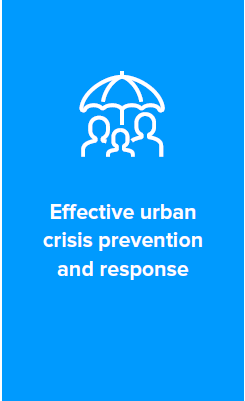 Effective urban
crisis prevention
and response